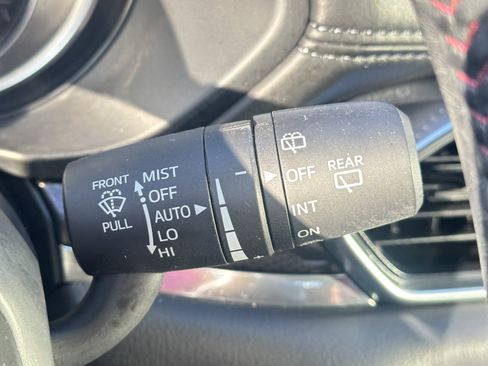 FRONT
PULL
MIST
OFF
AUTO
LO
HI
OFF
INT
ON
REAR